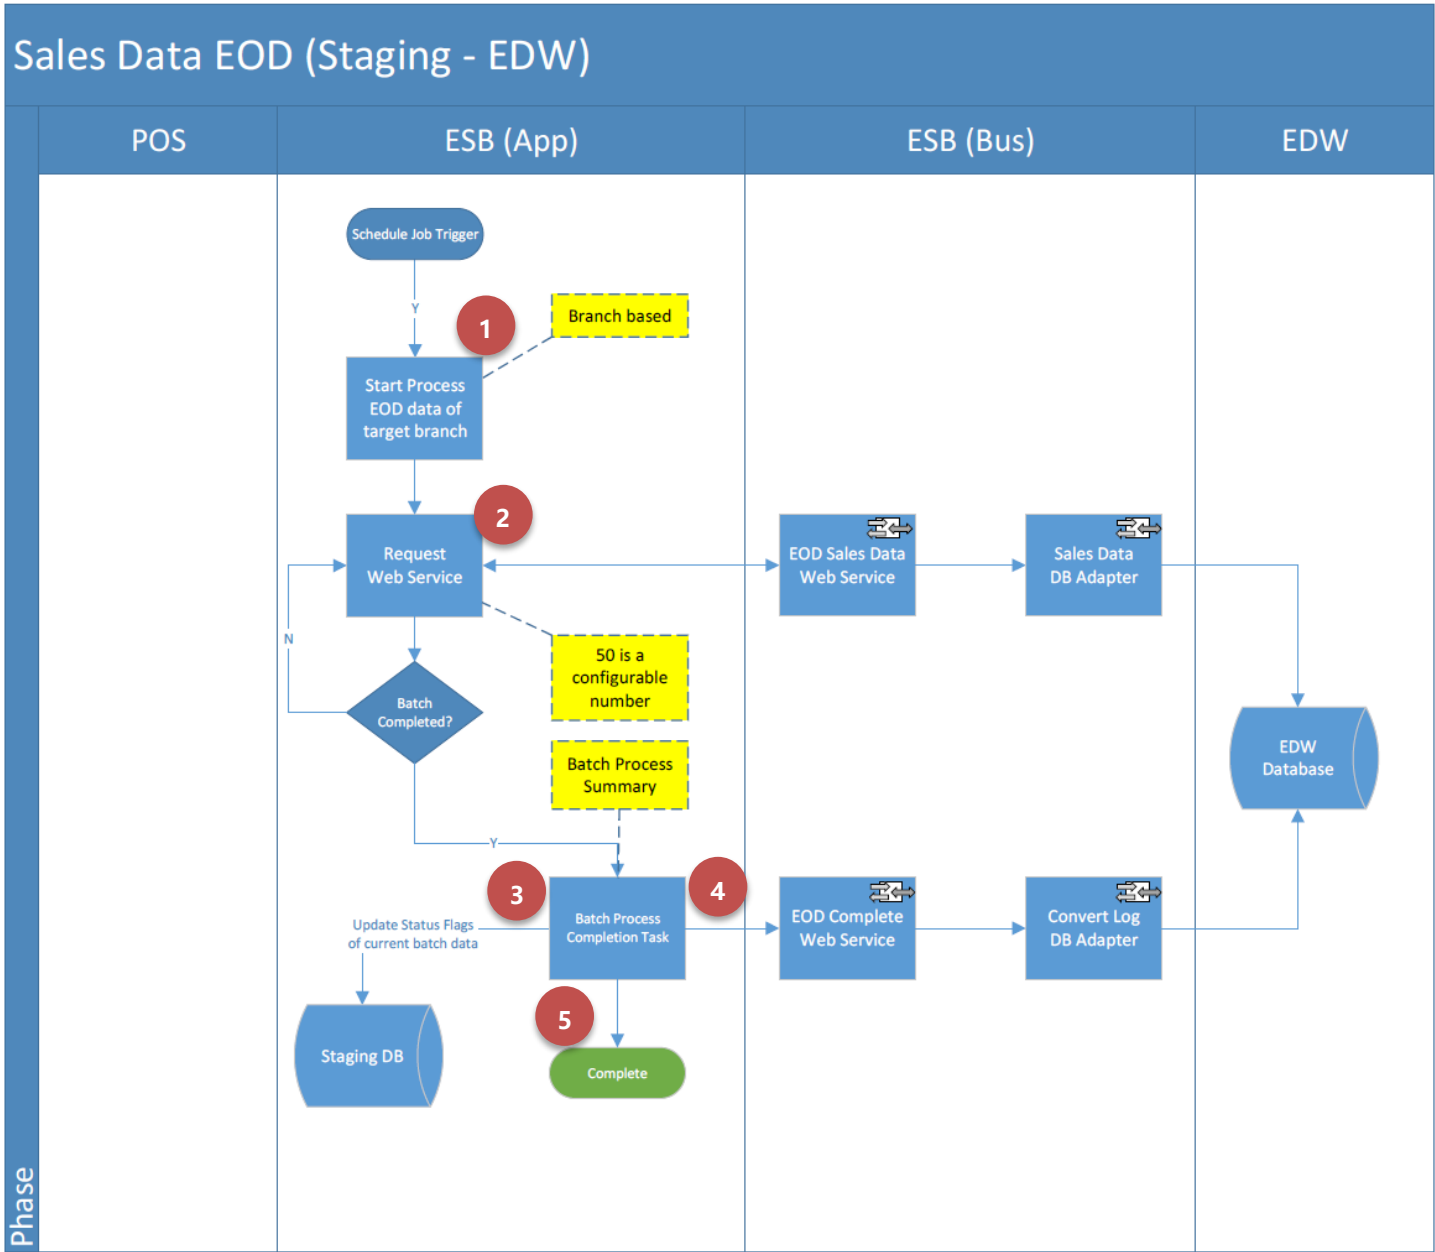 Sales Data EOD (Staging - EDW)
POS
ESB (App)
ESB (Bus)
EDW
Phase
Schedule Job Trigger
Y
1
Branch based
Start Process
EOD data of
target branch
2
Request
Web Service
EOD Sales Data
Web Service
Sales Data
DB Adapter
N
50 is a
configurable
number
Batch
Completed?
Batch Process
Summary
EDW
Database
Y
3
4
Update Status Flags
of current batch data
Batch Process
Completion Task
EOD Complete
Web Service
Convert Log
DB Adapter
5
Staging DB
Complete